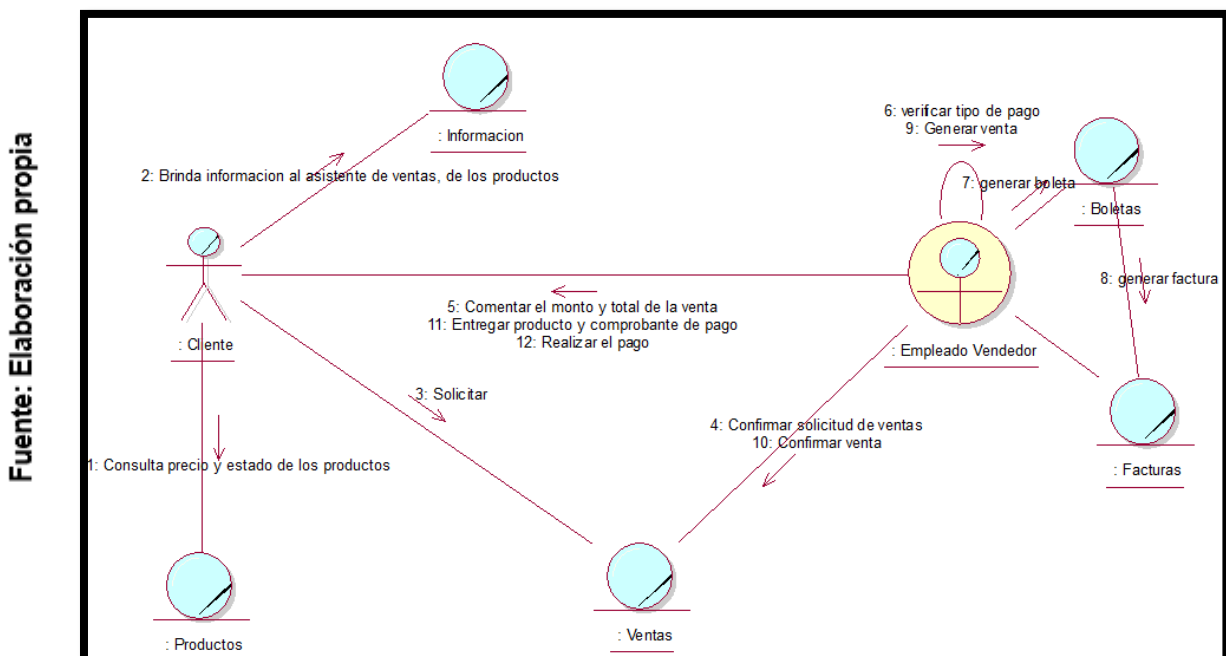 Fuente: Elaboración propia
: Informacion
6: verificar tipo de pago
9: Generar venta
2: Brinda informacion al asistente de ventas, de los productos
7: generar boleta
: Boletas
8: generar factura
5: Comentar el monto y total de la venta
11: Entregar producto y comprobante de pago
12: Realizar el pago
: Cliente
: Empleado Vendedor
3: Solicitar
4: Confirmar solicitud de ventas
10: Confirmar venta
1: Consulta precio y estado de los productos
: Facturas
: Productos
: Ventas